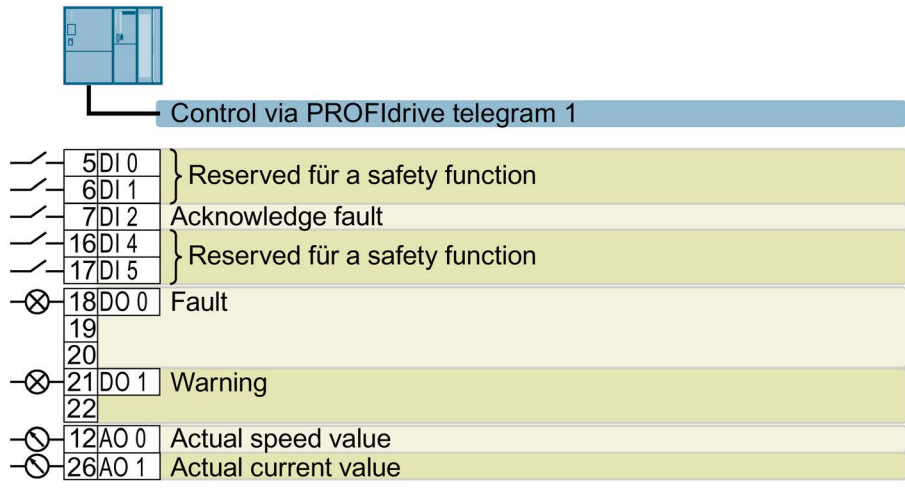 Control via PROFIdrive telegram 1
5 DI 0
6 DI 1
Reserved für a safety function
7 DI 2 Acknowledge fault
16 DI 4
17 DI 5
Reserved für a safety function
18 DO 0 Fault
19
20
21 DO 1 Warning
22
12 AO 0 Actual speed value
26 AO 1 Actual current value